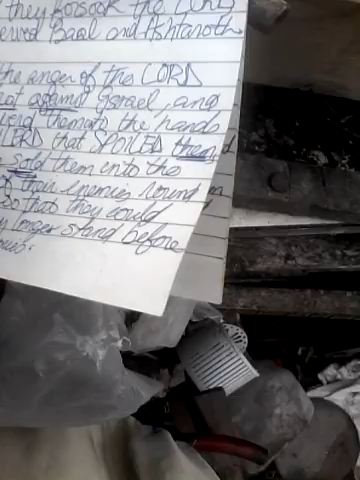 they forsook the LORD
served Baal and Ashtaroth
the anger of the LORD
hot against Israel, and
them into the hands
that SPOILED them
sold them into the
of their enemies round
so that they could
longer stand before